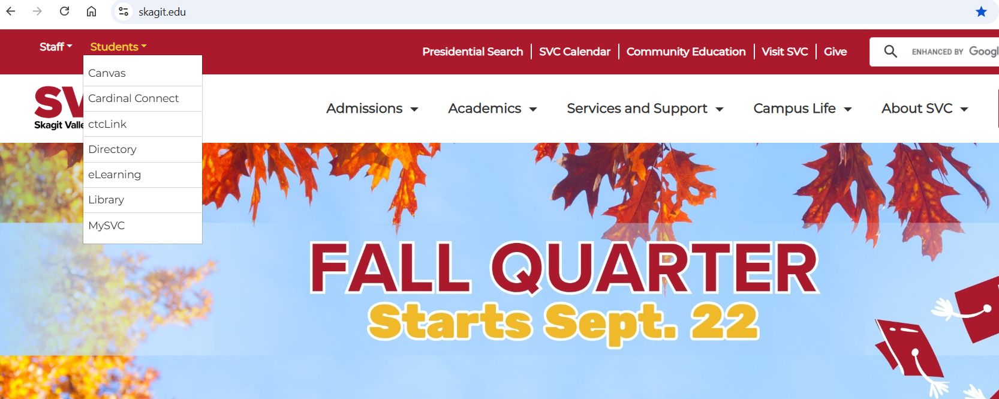 skagit.edu
Staff Students
Presidential Search SVC Calendar Community Education Visit SVC Give
ENHANCED BY Googl
Canvas
Cardinal Connect
ctcLink
Directory
eLearning
Library
MySVC
SV
Skagit Valle
Admissions Academics Services and Support Campus Life About SVC
FALL QUARTER
Starts Sept. 22